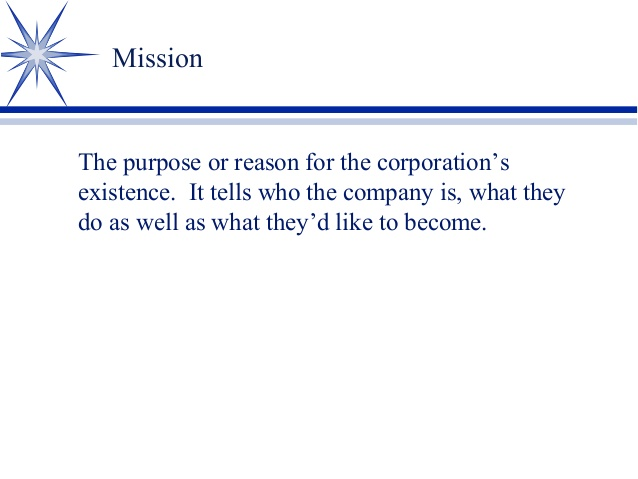 Mission
The purpose or reason for the corporation’s
existence.  It tells who the company is, what they
do as well as what they’d like to become.